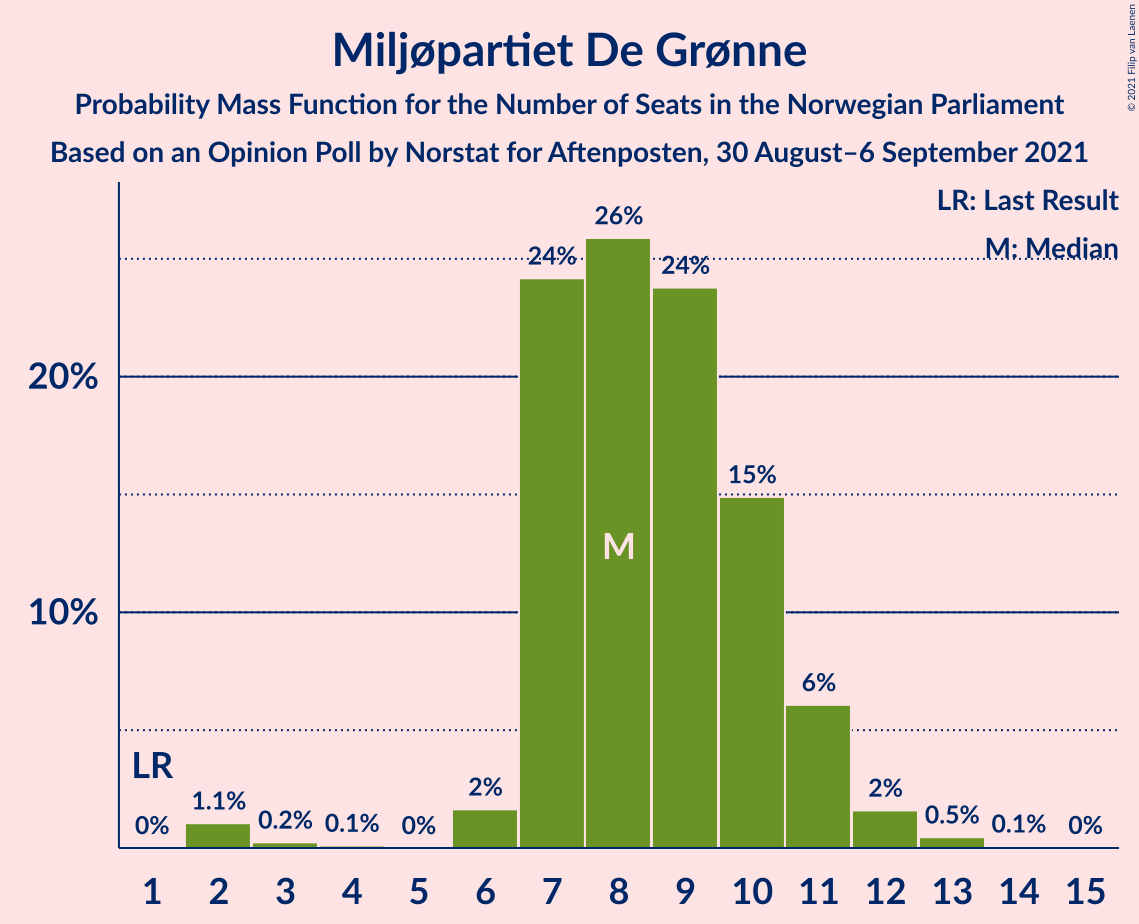 Miljøpartiet De Grønne
Probability Mass Function for the Number of Seats in the Norwegian Parliament
Based on an Opinion Poll by Norstat for Aftenposten, 30 August–6 September 2021
© 2021 Filip van Laenen
LR: Last Result
M: Median
26%
24%
24%
20%
15%
M
10%
6%
LR
2%
2%
1.1%
0.5%
0.2%
0.1%
0%
0%
0.1%
0%
1 2 3 4 5 6 7 8 9 10 11 12 13 14 15